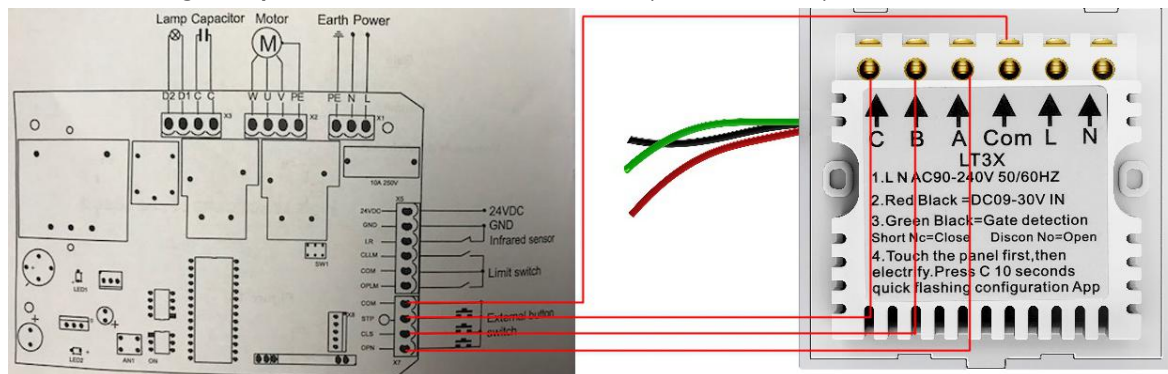 Lamp Capacitor Motor Earth Power
M
D2 D1 C C
X3
W U V PE
X2
PE N L
X1
10A 250V
X5
24VDC
24VDC
GND
GND
I.R
Infrared sensor
CLLM
COM
Limit switch
OPLM
SW1
LED1
COM
STP
External button
CLS
switch
OPN
X6
X7
LED2
AN1
ON
C B A Com L N
LT3X
1.L N AC90-240V 50/60HZ
2.Red Black =DC09-30V IN
3.Green Black=Gate detection
Short Nc=Close Discon No=Open
4.Touch the panel first,then
electrify.Press C 10 seconds
quick flashing configuration App